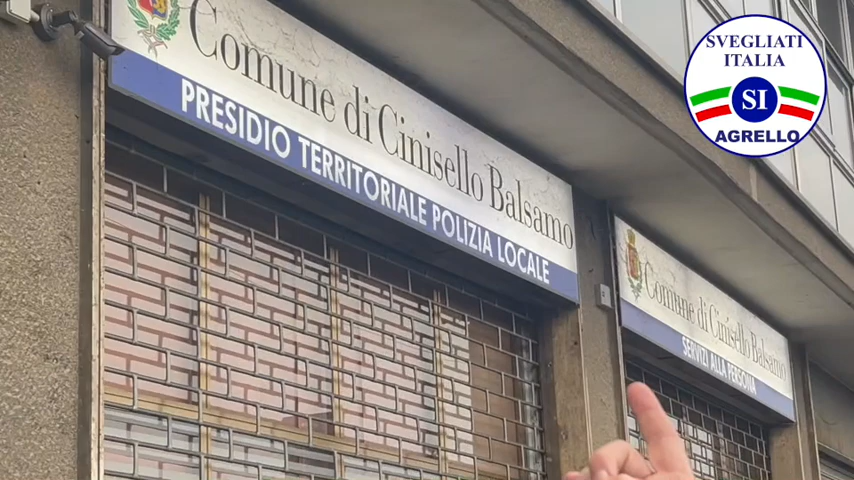 Comune di Cinisello Balsamo
PRESIDIO TERRITORIALE POLIZIA LOCALE
Comune di Cinisello Balsamo
SERVIZI ALLA PERSONA
SVEGLIATI
ITALIA
SI
AGRELLO